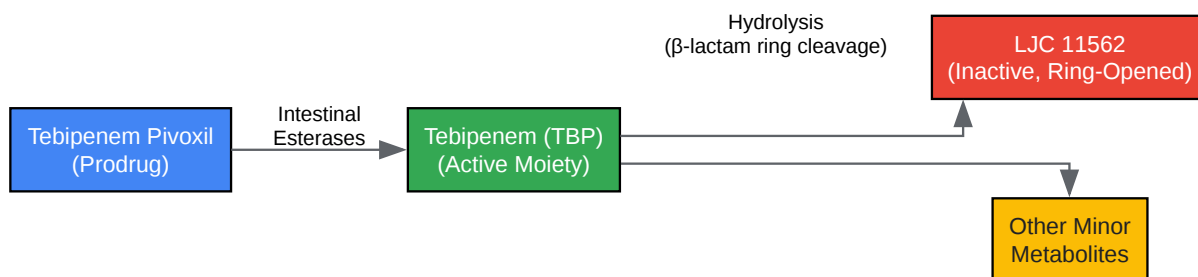 Tebipenem Pivoxil
(Prodrug)
Intestinal
Esterases
Tebipenem (TBP)
(Active Moiety)
Hydrolysis
(β-lactam ring cleavage)
LJC 11562
(Inactive, Ring-Opened)
Other Minor
Metabolites